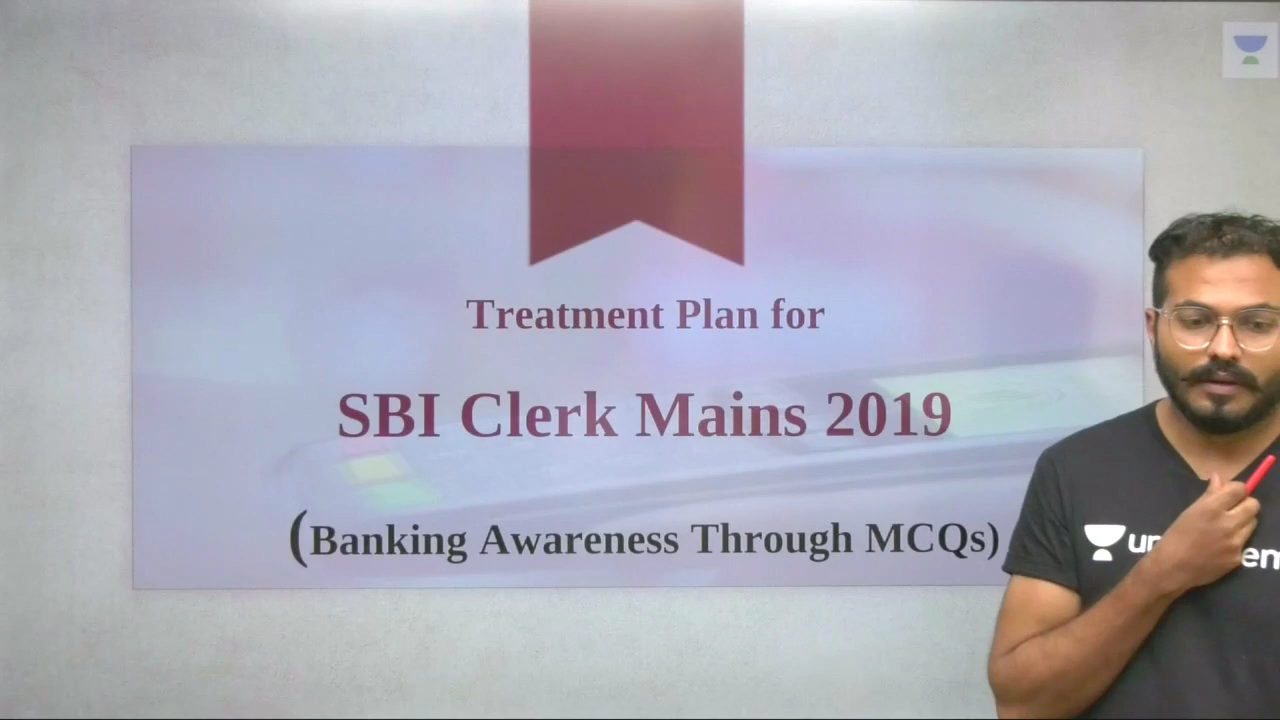 Treatment Plan for
SBI Clerk Mains 2019
(Banking Awareness Through MCQs)